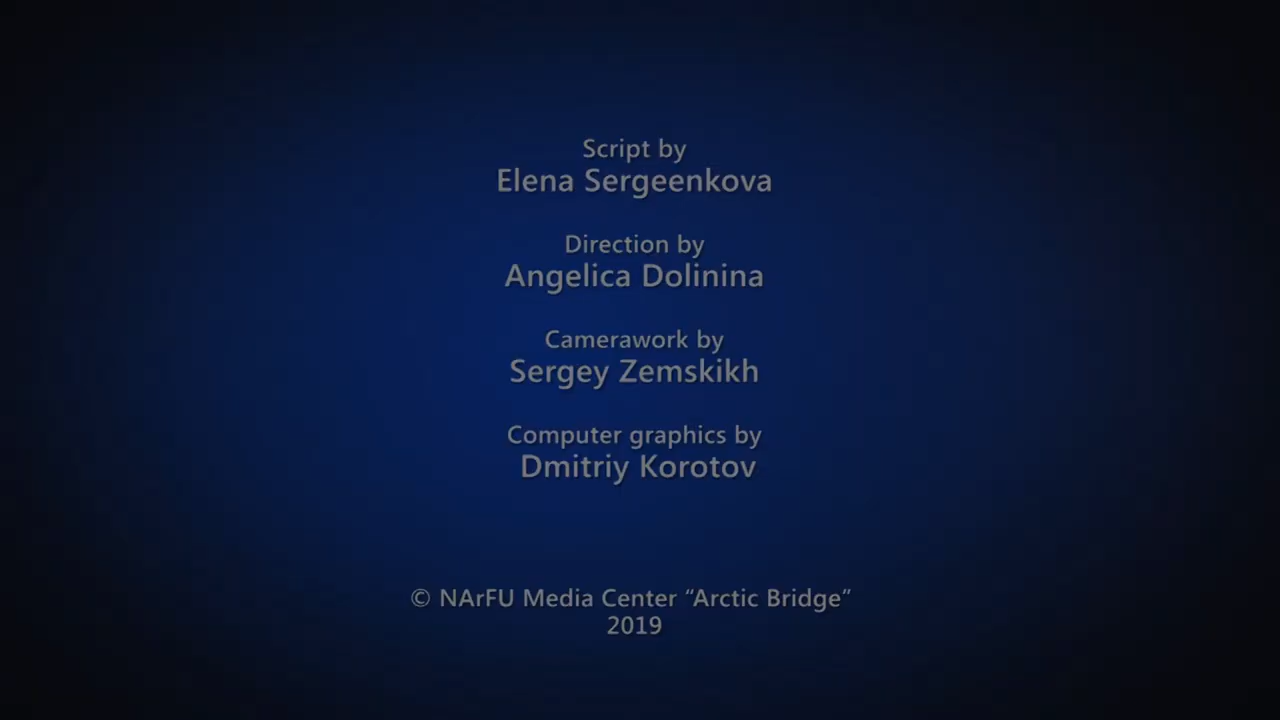 Script by
Elena Sergeenkova
Direction by
Angelica Dolinina
Camerawork by
Sergey Zemskikh
Computer graphics by
Dmitriy Korotov
© NArFU Media Center “Arctic Bridge”
2019